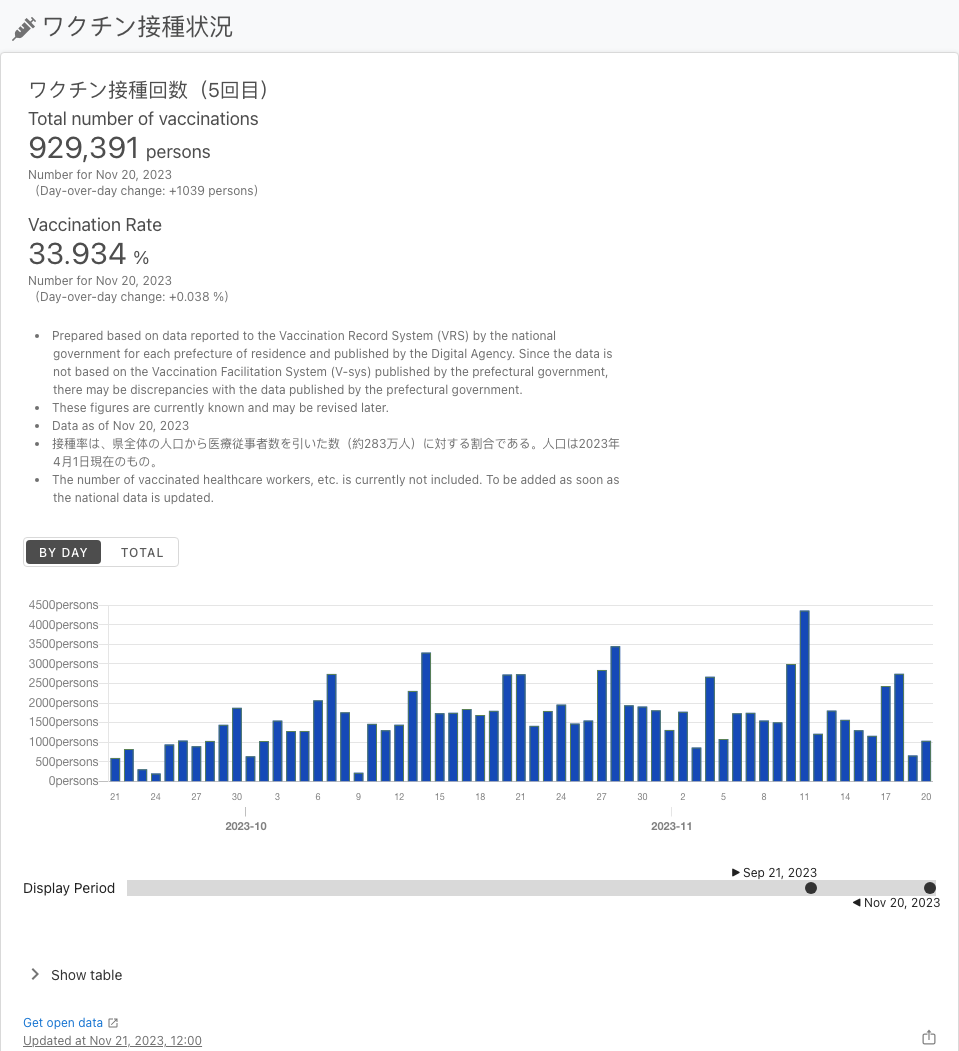 ワクチン接種状況
ワクチン接種回数（5回目）
Total number of vaccinations
929,391 persons
Number for Nov 20, 2023
（Day-over-day change: +1039 persons）
Vaccination Rate
33.934 %
Number for Nov 20, 2023
（Day-over-day change: +0.038 %）
• Prepared based on data reported to the Vaccination Record System (VRS) by the national
government for each prefecture of residence and published by the Digital Agency. Since the data is
not based on the Vaccination Facilitation System (V-sys) published by the prefectural government,
there may be discrepancies with the data published by the prefectural government.
• These figures are currently known and may be revised later.
• Data as of Nov 20, 2023
• 接種率は、県全体の人口から医療従事者数を引いた数（約283万人）に対する割合である。人口は2023年
4月1日現在のもの。
• The number of vaccinated healthcare workers, etc. is currently not included. To be added as soon as
the national data is updated.
BY DAY TOTAL
4500persons
4000persons
3500persons
3000persons
2500persons
2000persons
1500persons
1000persons
500persons
0persons
21 24 27 30 3 6 9 12 15 18 21 24 27 30 2 5 8 11 14 17 20
2023-10 2023-11
Sep 21, 2023
Display Period
Nov 20, 2023
Show table
Get open data
Updated at Nov 21, 2023, 12:00